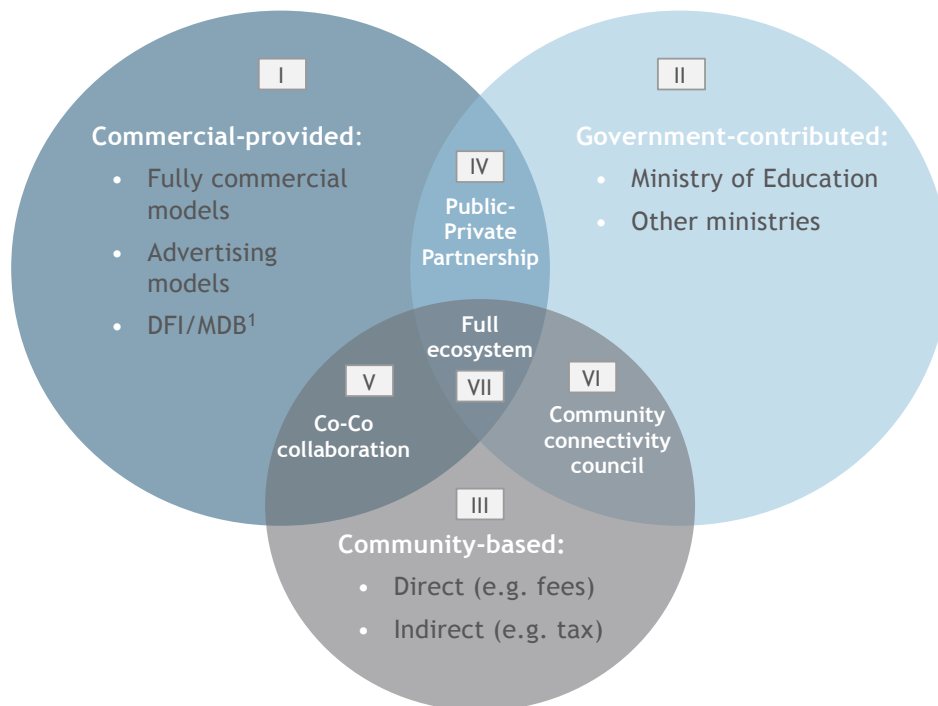 I
Commercial-provided:
• Fully commercial
models
• Advertising
models
• DFI/MDB¹
II
Government-contributed:
• Ministry of Education
• Other ministries
IV
Public-
Private
Partnership
Full
ecosystem
VII
V
Co-Co
collaboration
VI
Community
connectivity
council
III
Community-based:
• Direct (e.g. fees)
• Indirect (e.g. tax)